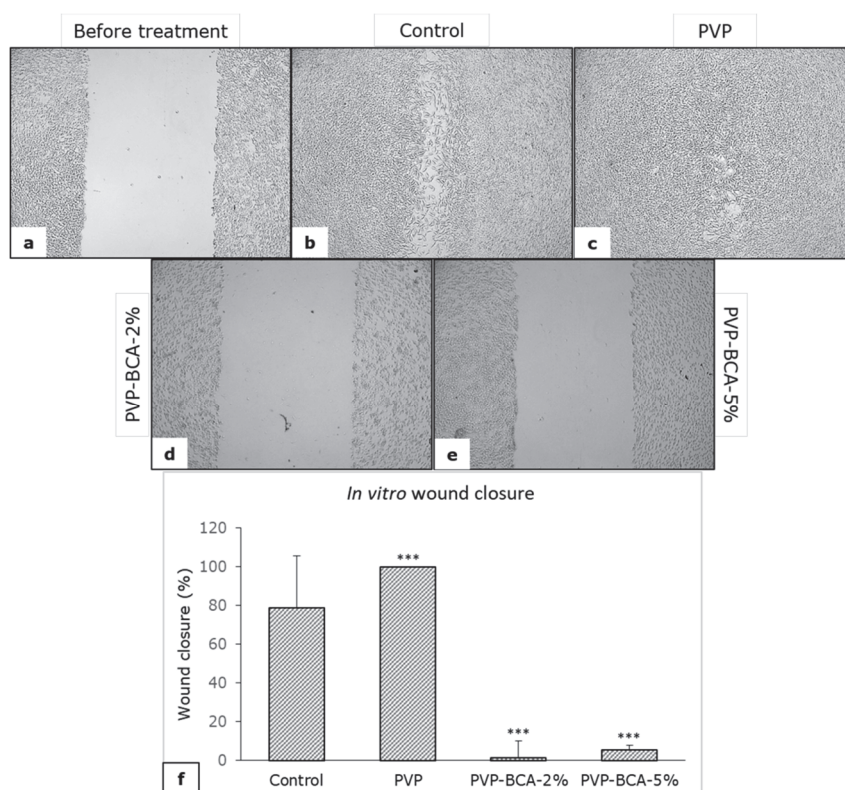 Before treatment
Control
PVP
a
b
c
PVP-BCA-2%
PVP-BCA-5%
d
e
In vitro wound closure
120
100
80
60
40
20
0
Wound closure (%)
***
***
***
Control
PVP
PVP-BCA-2%
PVP-BCA-5%
f